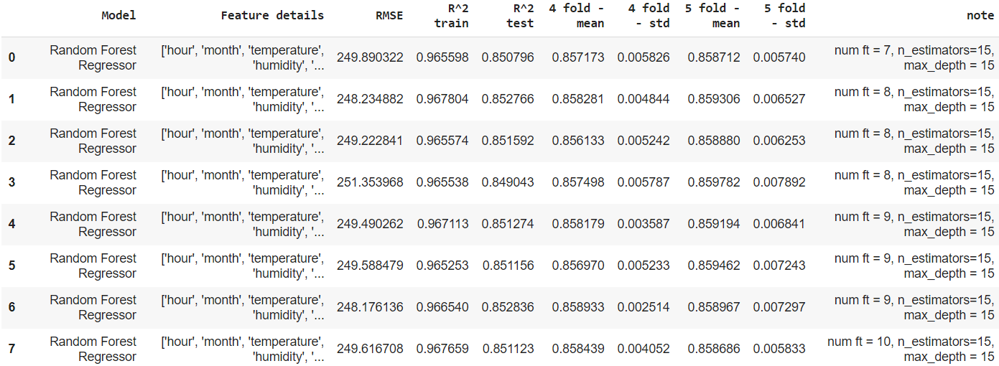 Model Feature details RMSE R^2 train R^2 test 4 fold - mean 4 fold - std 5 fold - mean 5 fold - std note
0 Random Forest Regressor ['hour', 'month', 'temperature', 'humidity', '... 249.890322 0.965598 0.850796 0.857173 0.005826 0.858712 0.005740 num ft = 7, n_estimators=15, max_depth = 15
1 Random Forest Regressor ['hour', 'month', 'temperature', 'humidity', '... 248.234882 0.967804 0.852766 0.858281 0.004844 0.859306 0.006527 num ft = 8, n_estimators=15, max_depth = 15
2 Random Forest Regressor ['hour', 'month', 'temperature', 'humidity', '... 249.222841 0.965574 0.851592 0.856133 0.005242 0.858880 0.006253 num ft = 8, n_estimators=15, max_depth = 15
3 Random Forest Regressor ['hour', 'month', 'temperature', 'humidity', '... 251.353968 0.965538 0.849043 0.857498 0.005787 0.859782 0.007892 num ft = 8, n_estimators=15, max_depth = 15
4 Random Forest Regressor ['hour', 'month', 'temperature', 'humidity', '... 249.490262 0.967113 0.851274 0.858179 0.003587 0.859194 0.006841 num ft = 9, n_estimators=15, max_depth = 15
5 Random Forest Regressor ['hour', 'month', 'temperature', 'humidity', '... 249.588479 0.965253 0.851156 0.856970 0.005233 0.859462 0.007243 num ft = 9, n_estimators=15, max_depth = 15
6 Random Forest Regressor ['hour', 'month', 'temperature', 'humidity', '... 248.176136 0.966540 0.852836 0.858933 0.002514 0.858967 0.007297 num ft = 9, n_estimators=15, max_depth = 15
7 Random Forest Regressor ['hour', 'month', 'temperature', 'humidity', '... 249.616708 0.967659 0.851123 0.858439 0.004052 0.858686 0.005833 num ft = 10, n_estimators=15, max_depth = 15